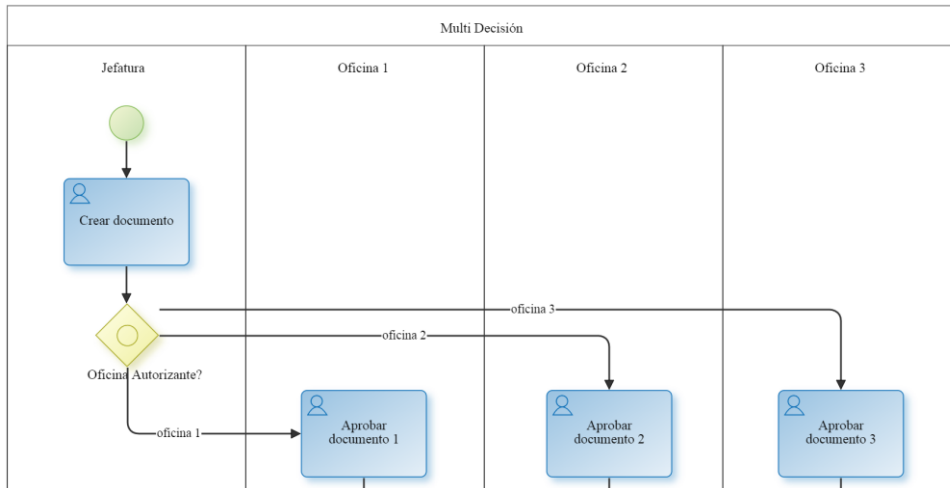 Multi Decisión
Jefatura
Oficina 1
Oficina 2
Oficina 3
Crear documento
oficina 3
oficina 2
Oficina Autorizante?
oficina 1
Aprobar
documento 1
Aprobar
documento 2
Aprobar
documento 3